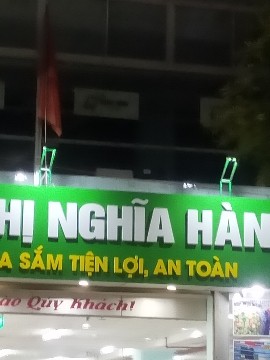 HỊ NGHĨA HÀN
A SẮM TIỆN LỢI, AN TOÀN
ào Quý Khách!